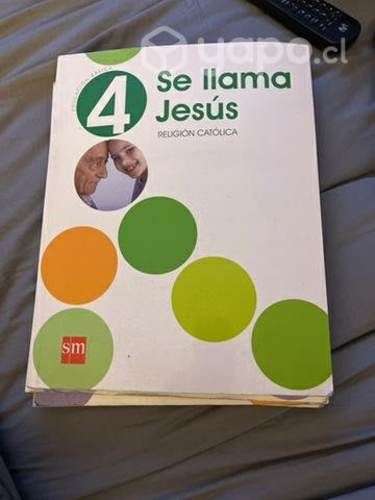 yapo.cl
4
Se llama
Jesús
RELIGIÓN CATÓLICA
sm